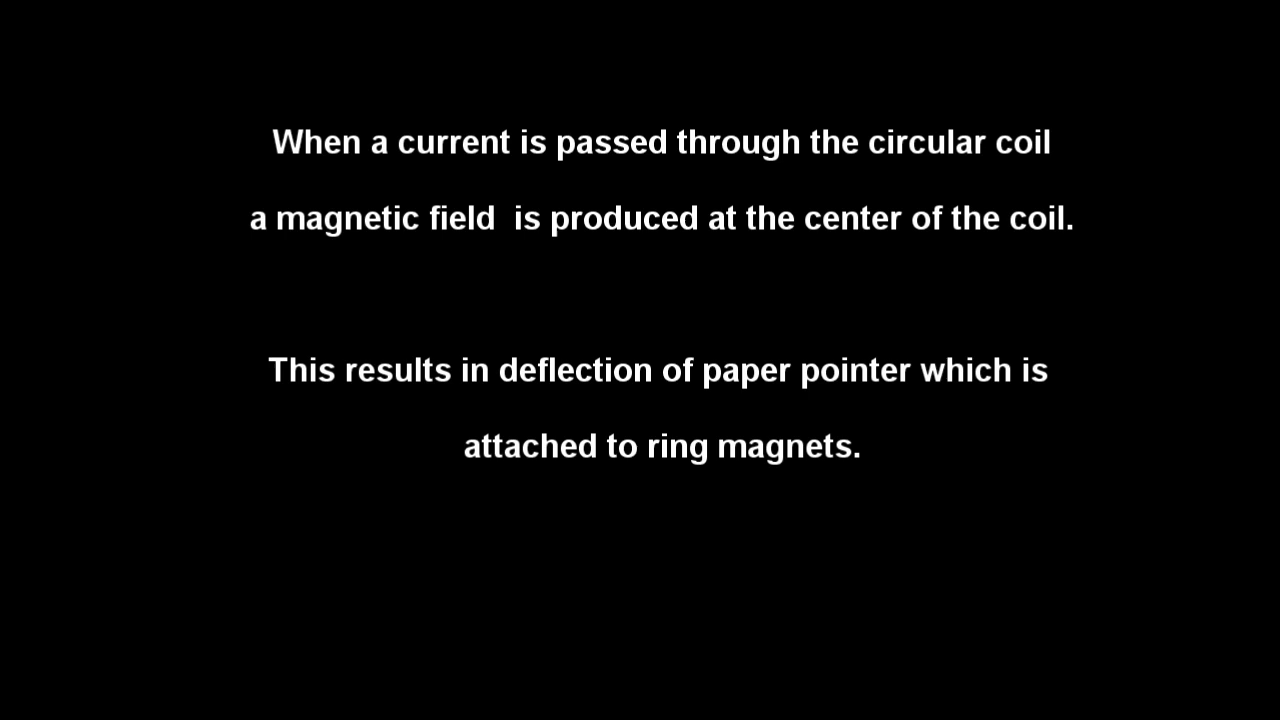 When a current is passed through the circular coil
a magnetic field  is produced at the center of the coil.
This results in deflection of paper pointer which is
attached to ring magnets.